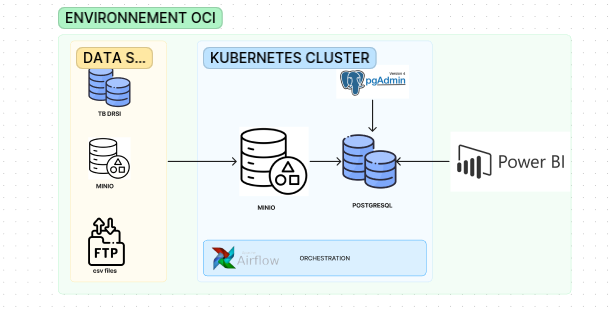 ENVIRONNEMENT OCI
DATA S...
KUBERNETES CLUSTER
TB DRSI
Version 4
pgAdmin
MINIO
MINIO
POSTGRESQL
Power BI
FTP
csv files
Airflow
ORCHESTRATION